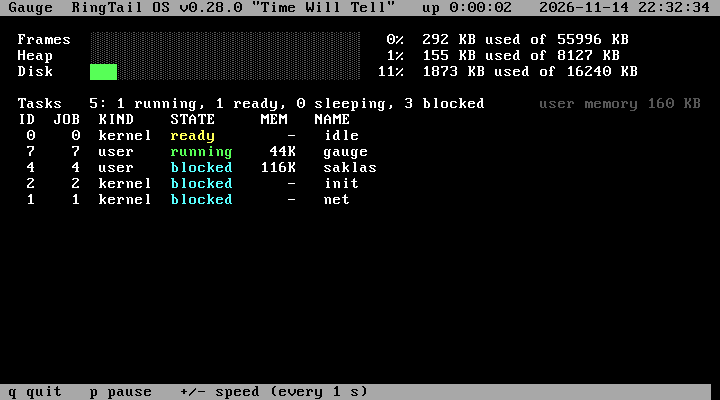 Gauge  RingTail OS v0.28.0 "Time Will Tell"   up 0:00:02   2026-11-14 22:32:34
Frames 0% 292 KB used of 55996 KB
Heap 1% 155 KB used of 8127 KB
Disk 11% 1873 KB used of 16240 KB
Tasks   5: 1 running, 1 ready, 0 sleeping, 3 blocked      user memory 160 KB
ID  JOB  KIND    STATE     MEM   NAME
0    0  kernel  ready       -   idle
7    7  user    running   44K   gauge
4    4  user    blocked  116K   saklas
2    2  kernel  blocked     -   init
1    1  kernel  blocked     -   net
q quit   p pause   +/- speed (every 1 s)